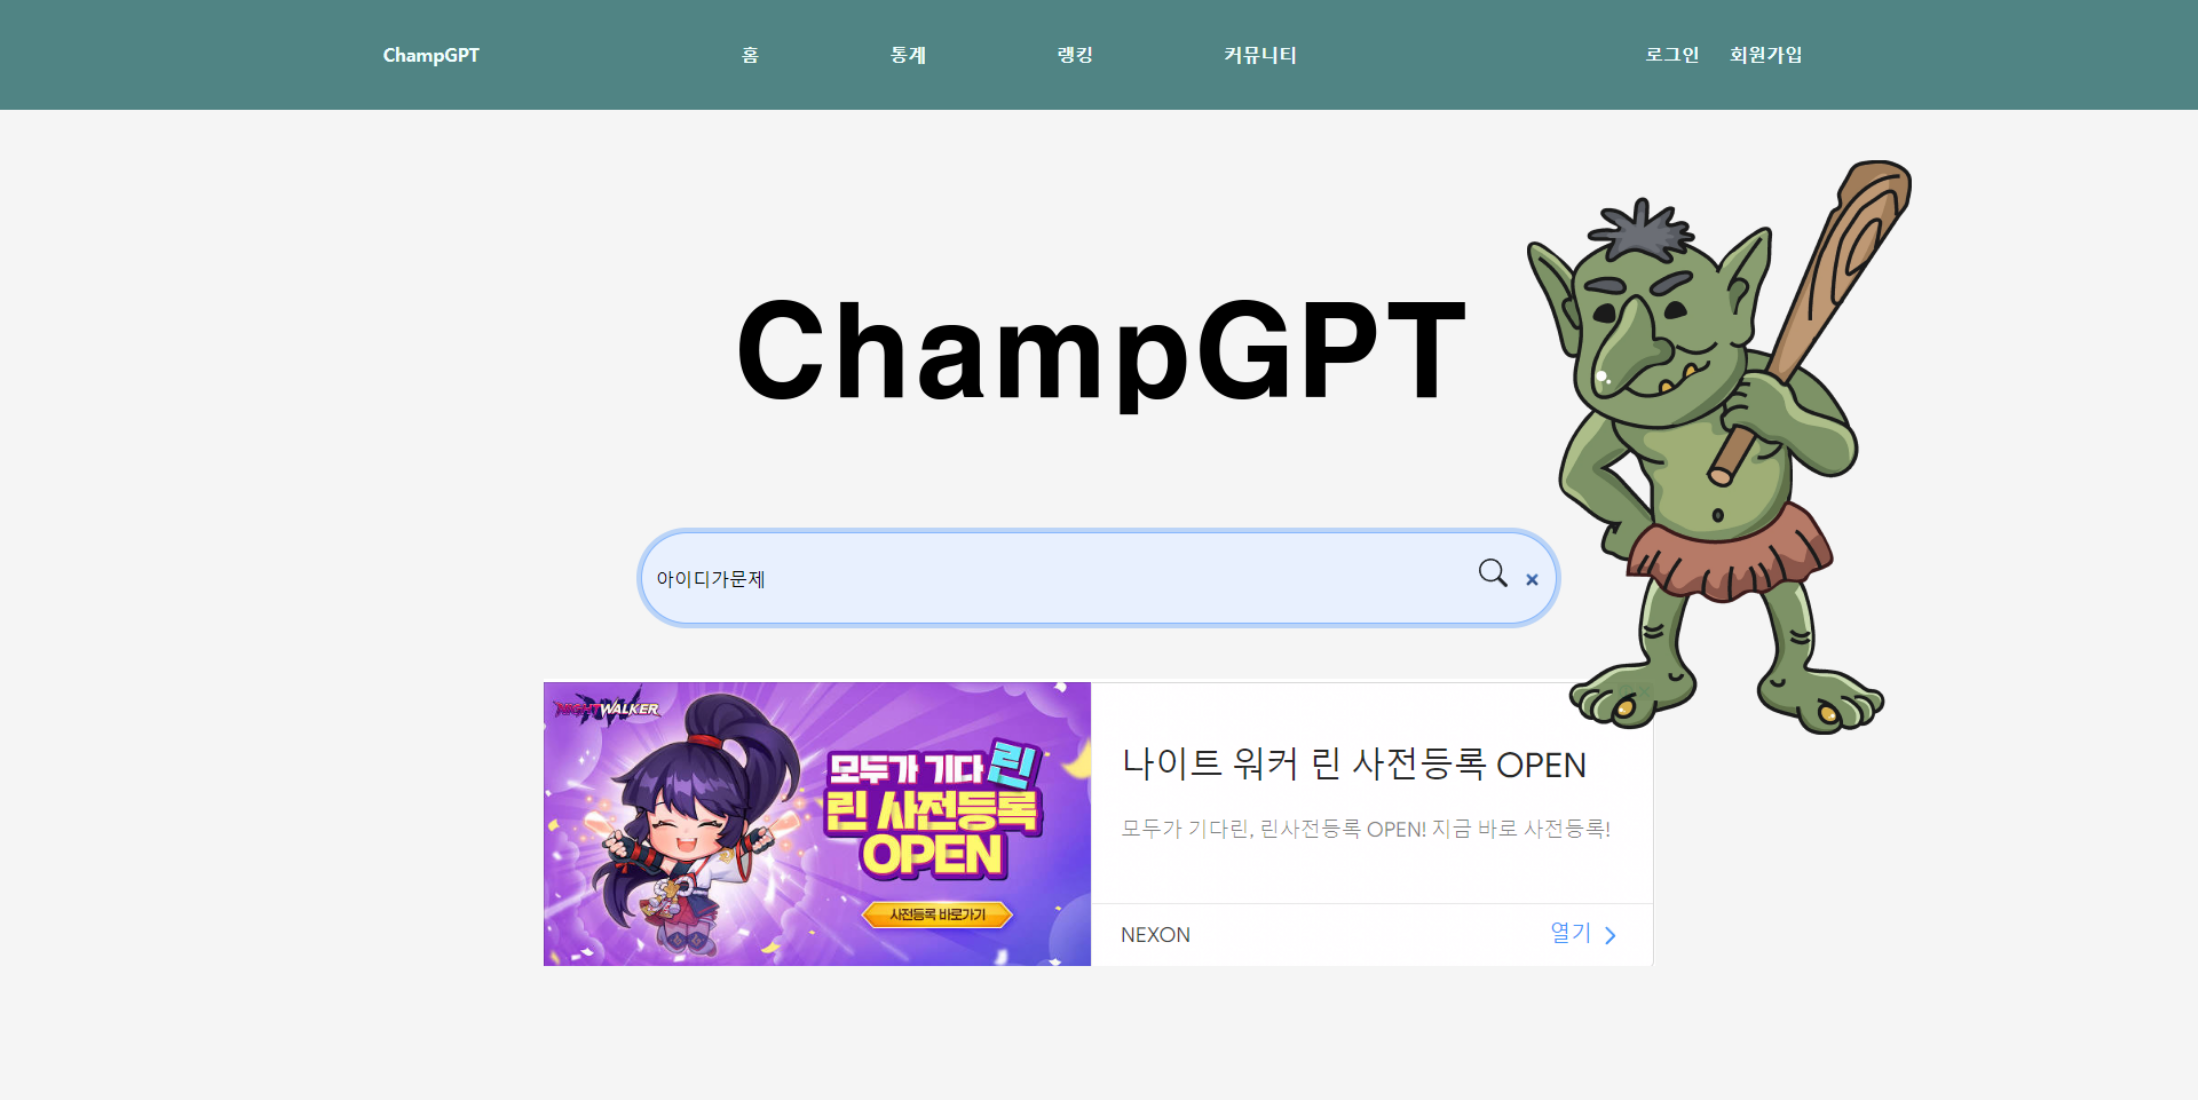 ChampGPT 홈 통계 랭킹 커뮤니티 로그인 회원가입
ChampGPT
아이디가문제
NIGHTWALKER
모두가 기다린
린 사전등록
OPEN
사전등록 바로가기
나이트 워커 린 사전등록 OPEN
모두가 기다린, 린사전등록 OPEN! 지금 바로 사전등록!
NEXON 열기